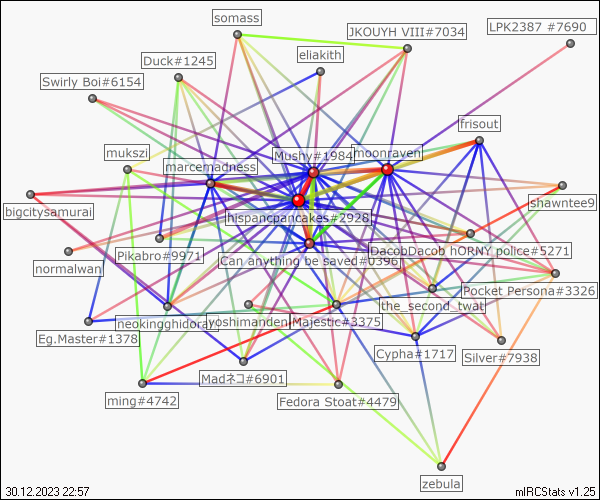 somass
LPK2387 #7690
JKOUYH VIII#7034
eliakith
Duck#1245
Swirly Boi#6154
frisout
mukszi
Mushy#1984
moonraven
marcemadness
shawntee9
bigcitysamurai
lhispancpancakes#2928
DacobDacob hORNY police#5271
normalwan
Pikabro#9971
Can anything be saved#0396
Pocket Persona#3326
the_second_twat
neokingghidorah
yoshimanden
Majestic#3375
Eg.Master#1378
Cypha#1717
Silver#7938
Madネコ#6901
ming#4742
Fedora Stoat#4479
zebula
30.12.2023 22:57
mIRCStats v1.25